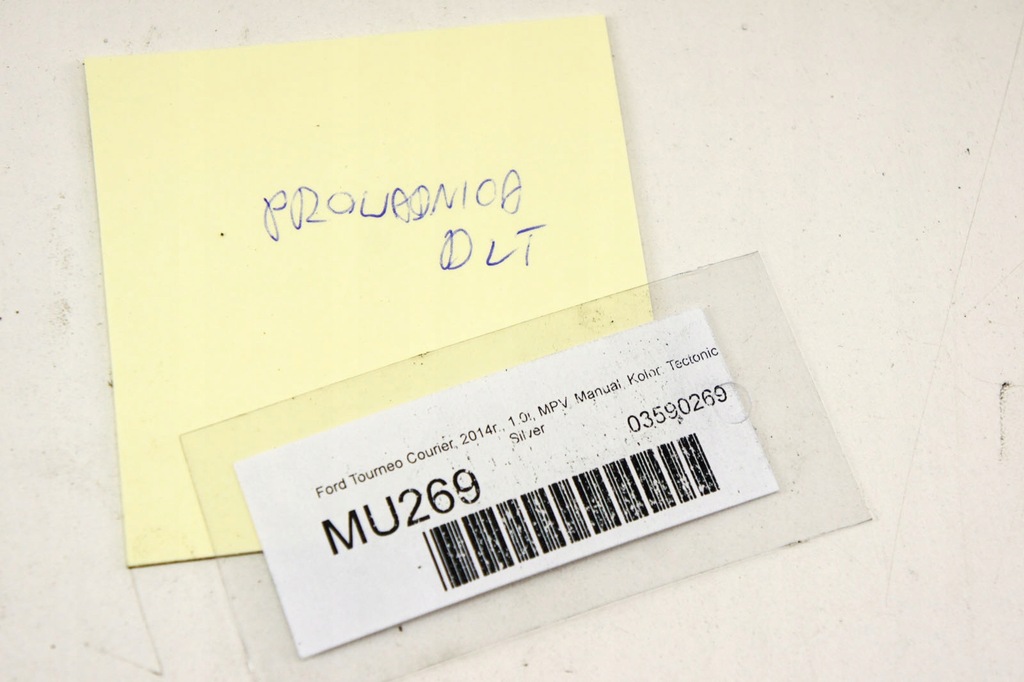 PROWADNICA
DLT
Ford Tourneo Courier, 2014r., 1.0i, MPV, Manual, Kolor: Tectonic
Silver
03590269
MU269